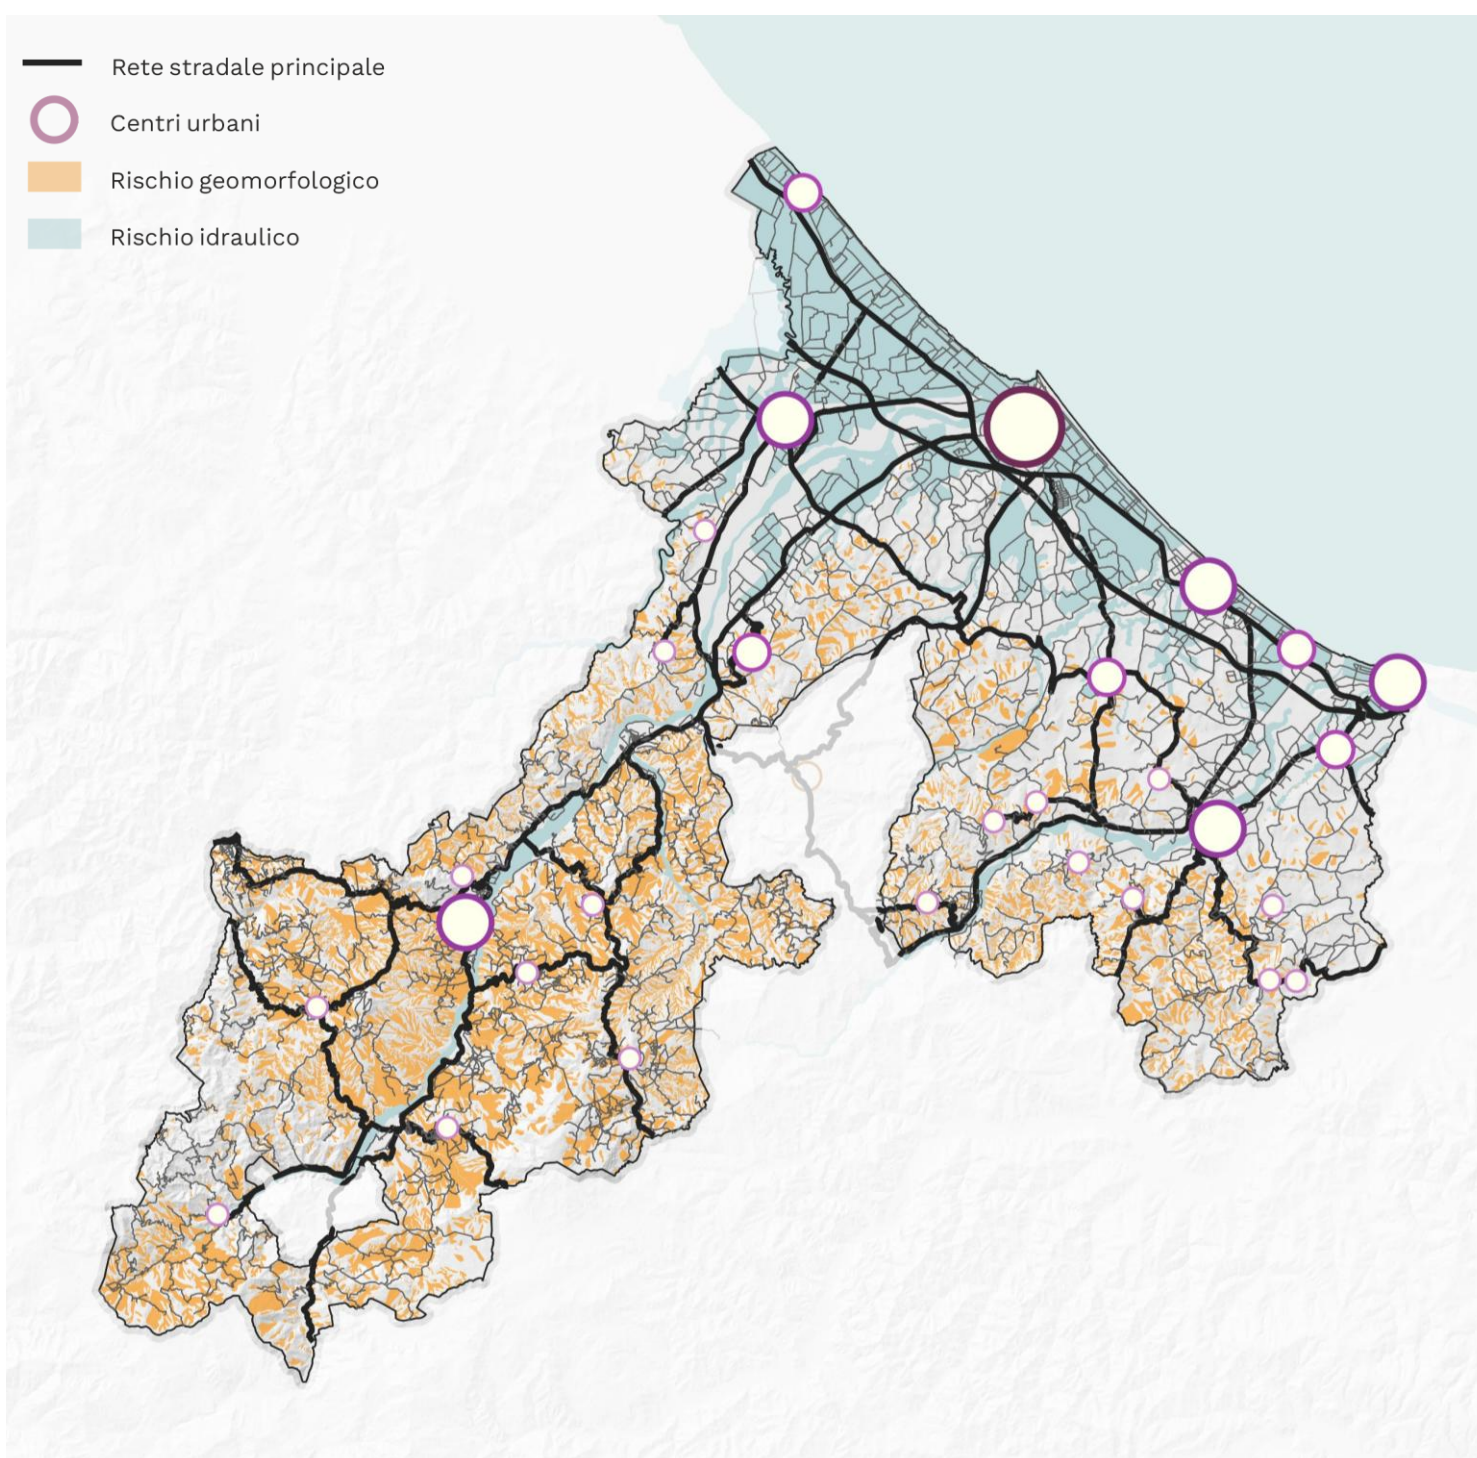 Rete stradale principale
Centri urbani
Rischio geomorfologico
Rischio idraulico